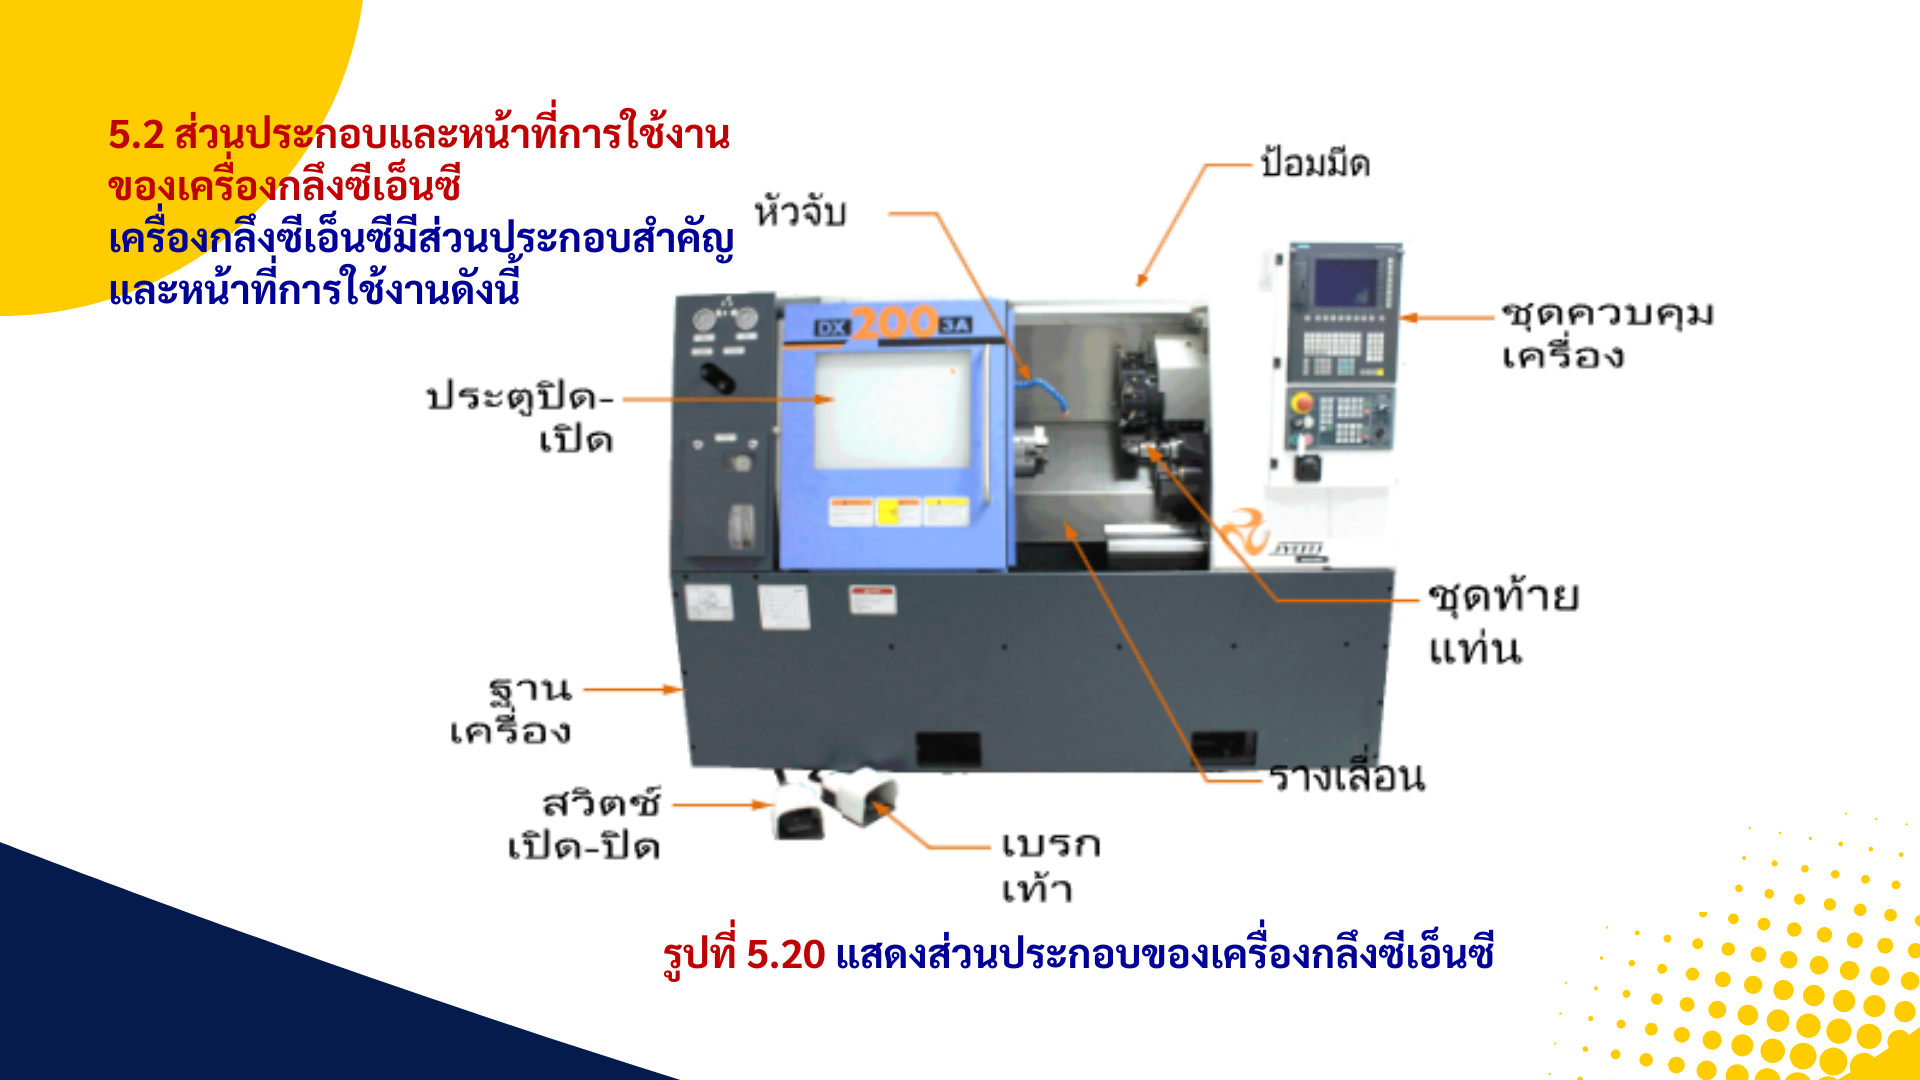 5.2 ส่วนประกอบและหน้าที่การใช้งาน
ของเครื่องกลึงซีเอ็นซี
เครื่องกลึงซีเอ็นซีมีส่วนประกอบสำคัญ
และหน้าที่การใช้งานดังนี้
ป้อมมีด
หัวจับ
ชุดควบคุม
เครื่อง
DX 200 3A
ประตูปิด-
เปิด
JYOTI
ชุดท้าย
แท่น
ฐาน
เครื่อง
รางเลื่อน
สวิตช์
เปิด-ปิด
เบรก
เท้า
รูปที่ 5.20 แสดงส่วนประกอบของเครื่องกลึงซีเอ็นซี